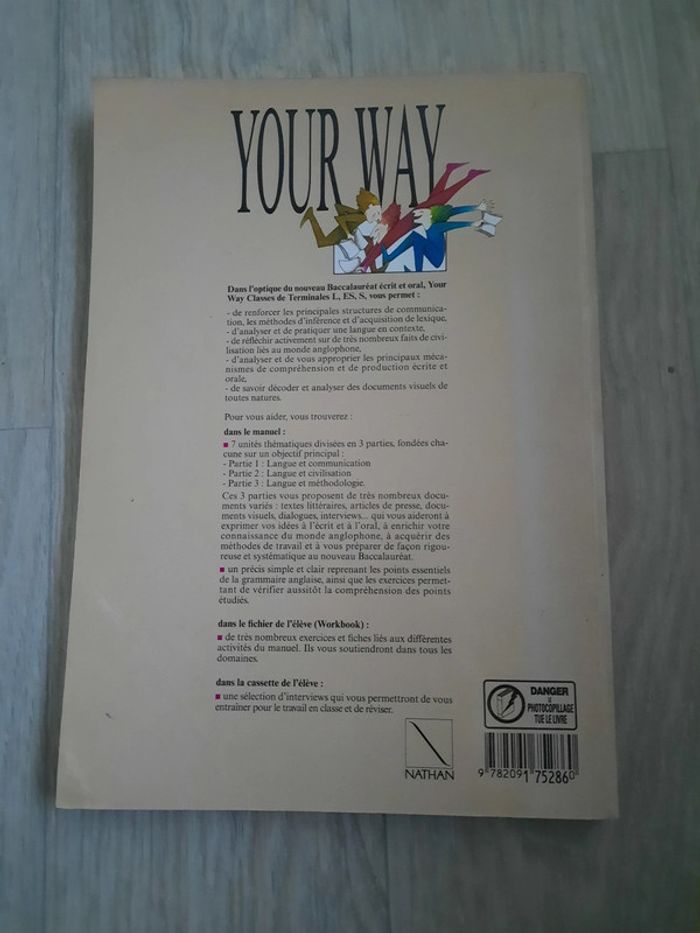 YOUR WAY
Dans l'optique du nouveau Baccalauréat écrit et oral, Your
Way Classes de Terminales L, ES, S, vous permet :
- de renforcer les principales structures de communica-
tion, les méthodes d'inférence et d'acquisition de lexique,
- d'analyser et de pratiquer une langue en contexte,
- de réfléchir activement sur de très nombreux faits de civi-
lisation liés au monde anglophone,
- d'analyser et de vous approprier les principaux méca-
nismes de compréhension et de production écrite et
orale,
- de savoir décoder et analyser des documents visuels de
toutes natures.
Pour vous aider, vous trouverez :
dans le manuel :
■ 7 unités thématiques divisées en 3 parties, fondées cha-
cune sur un objectif principal :
- Partie 1 : Langue et communication
- Partie 2 : Langue et civilisation
- Partie 3 : Langue et méthodologie.
Ces 3 parties vous proposent de très nombreux docu-
ments variés : textes littéraires, articles de presse, docu-
ments visuels, dialogues, interviews... qui vous aideront à
exprimer vos idées à l'écrit et à l'oral, à enrichir votre
connaissance du monde anglophone, à acquérir des
méthodes de travail et à vous préparer de façon rigou-
reuse et systématique au nouveau Baccalauréat.
■ un précis simple et clair reprenant les points essentiels
de la grammaire anglaise, ainsi que les exercices permet-
tant de vérifier aussitôt la compréhension des points
étudiés.
dans le fichier de l'élève (Workbook) :
■ de très nombreux exercices et fiches liés aux différentes
activités du manuel. Ils vous soutiendront dans tous les
domaines.
dans la cassette de l'élève :
■ une sélection d'interviews qui vous permettront de vous
entraîner pour le travail en classe et de réviser.
NATHAN
DANGER
LE
PHOTOCOPILLAGE
TUE LE LIVRE
9 782091 752860